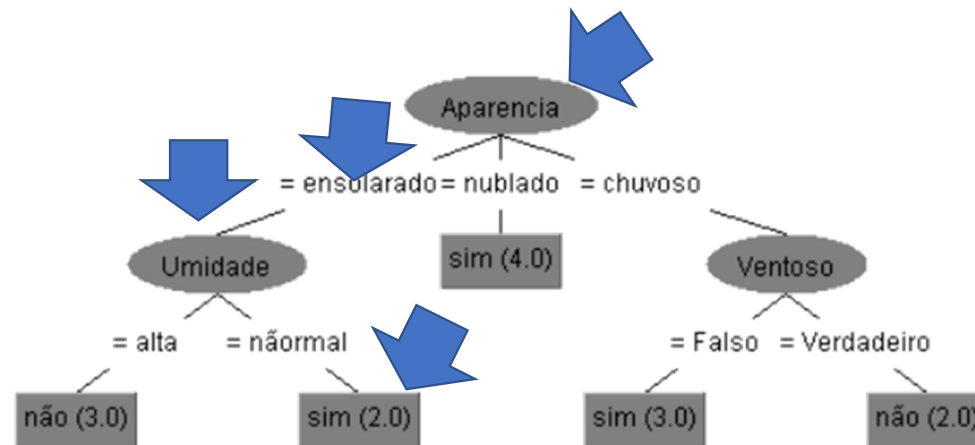 Aparencia
= ensolarado = nublado = chuvoso
Umidade sim (4.0) Ventoso
= alta = nãormal = Falso = Verdadeiro
não (3.0) sim (2.0) sim (3.0) não (2.0)